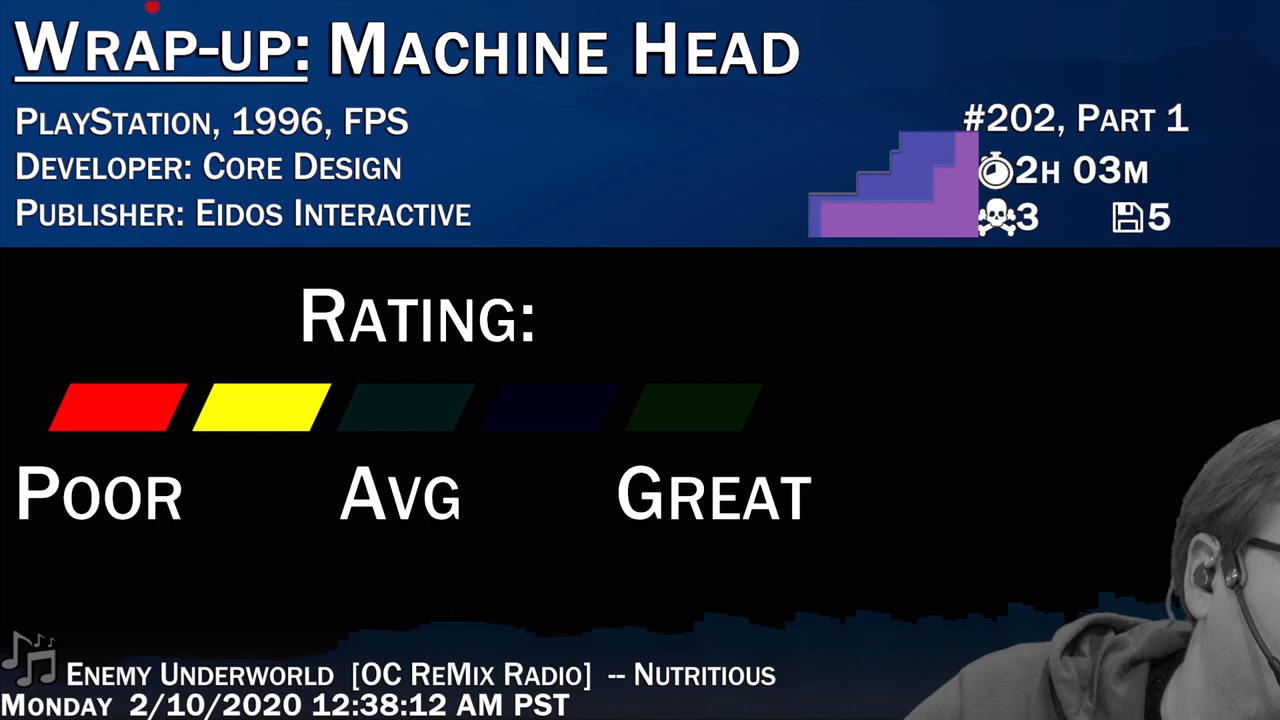 Wrap-up: Machine Head
PlayStation, 1996, FPS
#202, Part 1
Developer: Core Design
2h 03m
Publisher: Eidos Interactive
3
5
Rating:
Poor
Avg
Great
Enemy Underworld [OC ReMix Radio] -- Nutritious
Monday 2/10/2020 12:38:12 AM PST